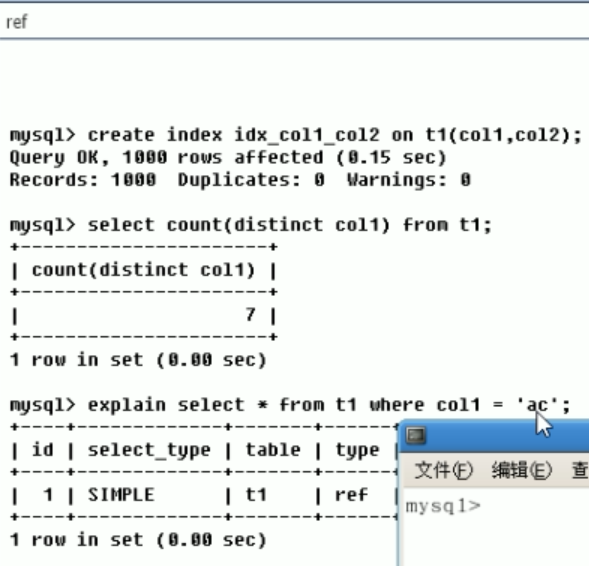 ref
mysql> create index idx_col1_col2 on t1(col1,col2);
Query OK, 1000 rows affected (0.15 sec)
Records: 1000  Duplicates: 0  Warnings: 0
mysql> select count(distinct col1) from t1;
+----------------------+
| count(distinct col1) |
+----------------------+
|                    7 |
+----------------------+
1 row in set (0.00 sec)
mysql> explain select * from t1 where col1 = 'ac';
+----+-------------+-------+------+
| id | select_type | table | type |
+----+-------------+-------+------+
|  1 | SIMPLE      | t1    | ref  |
+----+-------------+-------+------+
1 row in set (0.00 sec)
文件(F) 编辑(E) 查
mysql>